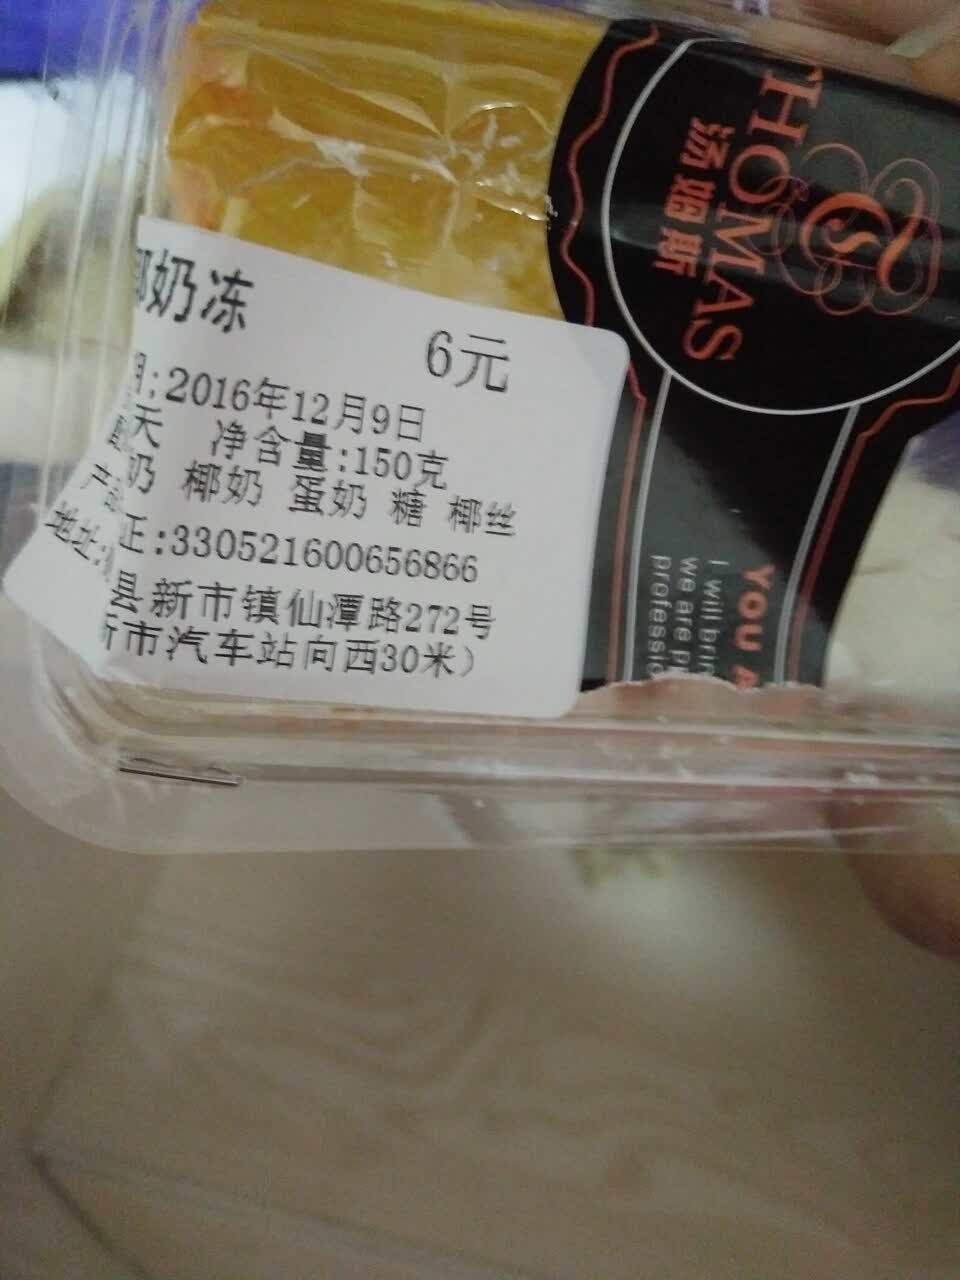 THOMAS
汤姆斯
椰奶冻
6元
期:2016年12月9日
天 净含量:150克
奶 椰奶 蛋奶 糖 椰丝
证:330521600656866
地址:
县新市镇仙潭路272号
新市汽车站向西30米)
YOU A
I will brin
we are pr
professio